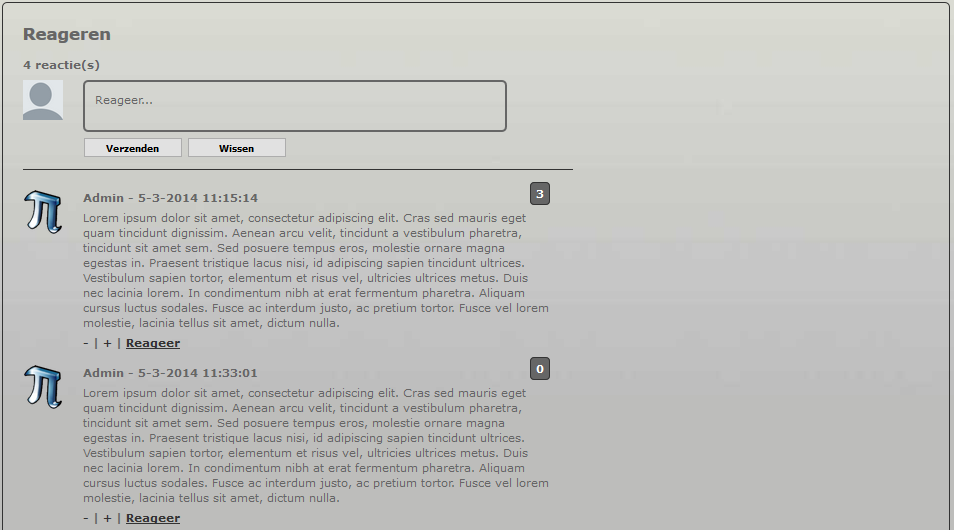 Reageren
4 reactie(s)
Reageer...
Verzenden Wissen
Admin - 5-3-2014 11:15:14 3
Lorem ipsum dolor sit amet, consectetur adipiscing elit. Cras sed mauris eget
quam tincidunt dignissim. Aenean arcu velit, tincidunt a vestibulum pharetra,
tincidunt sit amet sem. Sed posuere tempus eros, molestie ornare magna
egestas in. Praesent tristique lacus nisi, id adipiscing sapien tincidunt ultrices.
Vestibulum sapien tortor, elementum et risus vel, ultricies ultrices metus. Duis
nec lacinia lorem. In condimentum nibh at erat fermentum pharetra. Aliquam
cursus luctus sodales. Fusce ac interdum justo, ac pretium tortor. Fusce vel lorem
molestie, lacinia tellus sit amet, dictum nulla.
- | + | Reageer
Admin - 5-3-2014 11:33:01 0
Lorem ipsum dolor sit amet, consectetur adipiscing elit. Cras sed mauris eget
quam tincidunt dignissim. Aenean arcu velit, tincidunt a vestibulum pharetra,
tincidunt sit amet sem. Sed posuere tempus eros, molestie ornare magna
egestas in. Praesent tristique lacus nisi, id adipiscing sapien tincidunt ultrices.
Vestibulum sapien tortor, elementum et risus vel, ultricies ultrices metus. Duis
nec lacinia lorem. In condimentum nibh at erat fermentum pharetra. Aliquam
cursus luctus sodales. Fusce ac interdum justo, ac pretium tortor. Fusce vel lorem
molestie, lacinia tellus sit amet, dictum nulla.
- | + | Reageer